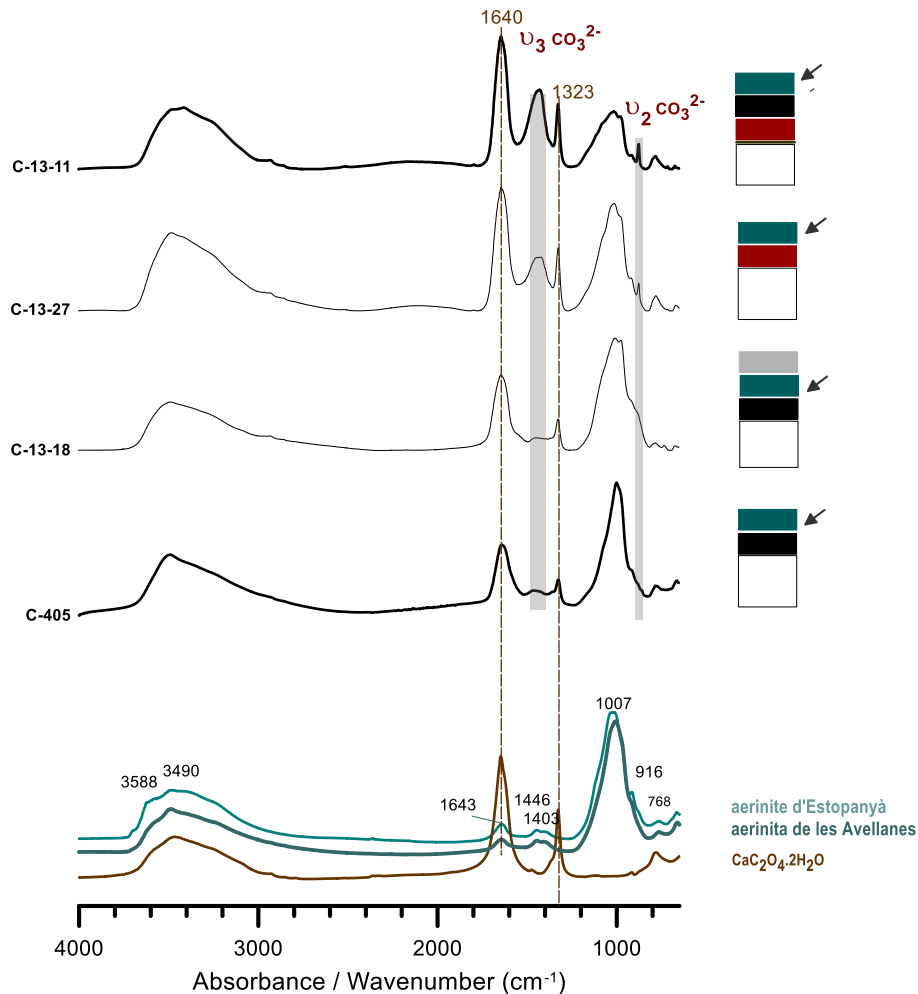 1640
υ3 CO3 2-
1323
υ2 CO3 2-
C-13-11
C-13-27
C-13-18
C-405
1007
3588
3490
916
1643
1446
1403
768
aerinite d'Estopanyà
aerinita de les Avellanes
CaC2O4.2H2O
4000
3000
2000
1000
Absorbance / Wavenumber (cm-1)